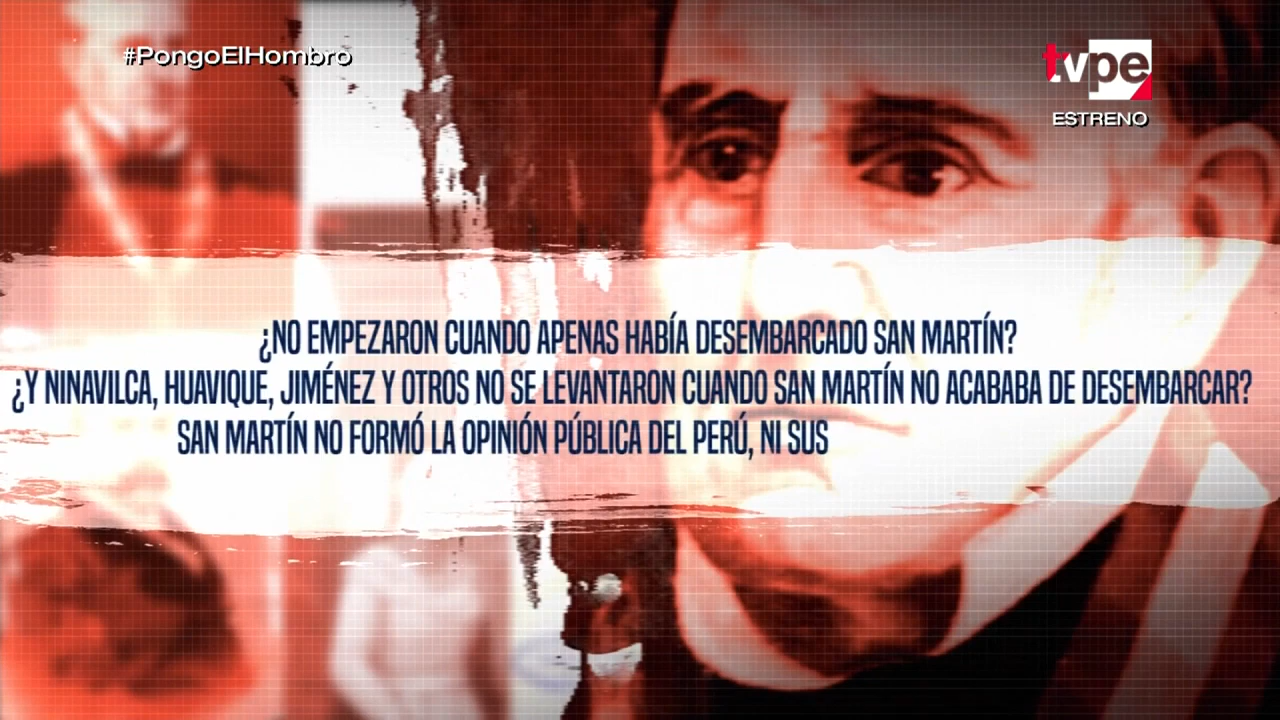 #PongoElHombro
tvpe
ESTRENO
¿NO EMPEZARON CUANDO APENAS HABÍA DESEMBARCADO SAN MARTÍN?
¿Y NINAVILCA, HUAVIQUE, JIMÉNEZ Y OTROS NO SE LEVANTARON CUANDO SAN MARTÍN NO ACABABA DE DESEMBARCAR?
SAN MARTÍN NO FORMÓ LA OPINIÓN PÚBLICA DEL PERÚ, NI SUS